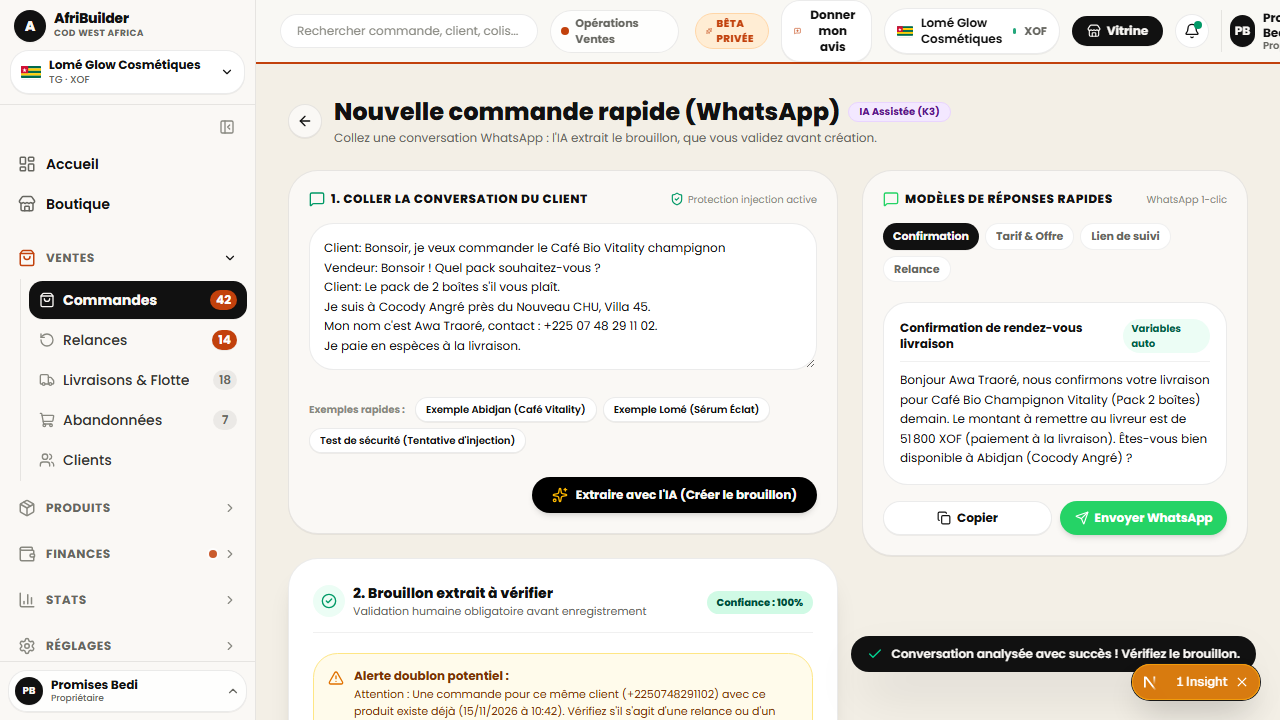 A
AfriBuilder
COD WEST AFRICA
Lomé Glow Cosmétiques
TG · XOF
Accueil
Boutique
VENTES
Commandes 42
Relances 14
Livraisons & Flotte 18
Abandonnées 7
Clients
PRODUITS
FINANCES
STATS
RÉGLAGES
PB
Promises Bedi
Propriétaire
Rechercher commande, client, colis...
Opérations
Ventes
BÊTA
PRIVÉE
Donner
mon
avis
Lomé Glow
Cosmétiques
XOF
Vitrine
PB
Nouvelle commande rapide (WhatsApp)
IA Assistée (K3)
Collez une conversation WhatsApp : l'IA extrait le brouillon, que vous validez avant création.
1. COLLER LA CONVERSATION DU CLIENT
Protection injection active
Client: Bonsoir, je veux commander le Café Bio Vitality champignon
Vendeur: Bonsoir ! Quel pack souhaitez-vous ?
Client: Le pack de 2 boîtes s'il vous plaît.
Je suis à Cocody Angré près du Nouveau CHU, Villa 45.
Mon nom c'est Awa Traoré, contact : +225 07 48 29 11 02.
Je paie en espèces à la livraison.
Exemples rapides :
Exemple Abidjan (Café Vitality)
Exemple Lomé (Sérum Éclat)
Test de sécurité (Tentative d'injection)
Extraire avec l'IA (Créer le brouillon)
2. Brouillon extrait à vérifier
Validation humaine obligatoire avant enregistrement
Confiance : 100%
Alerte doublon potentiel :
Attention : Une commande pour ce même client (+2250748291102) avec ce
produit existe déjà (15/11/2026 à 10:42). Vérifiez s'il s'agit d'une relance ou d'un
MODÈLES DE RÉPONSES RAPIDES
WhatsApp 1-clic
Confirmation
Tarif & Offre
Lien de suivi
Relance
Confirmation de rendez-vous
livraison
Variables
auto
Bonjour Awa Traoré, nous confirmons votre livraison
pour Café Bio Champignon Vitality (Pack 2 boîtes)
demain. Le montant à remettre au livreur est de
51 800 XOF (paiement à la livraison). Êtes-vous bien
disponible à Abidjan (Cocody Angré) ?
Copier
Envoyer WhatsApp
Conversation analysée avec succès ! Vérifiez le brouillon.
N
1 Insight